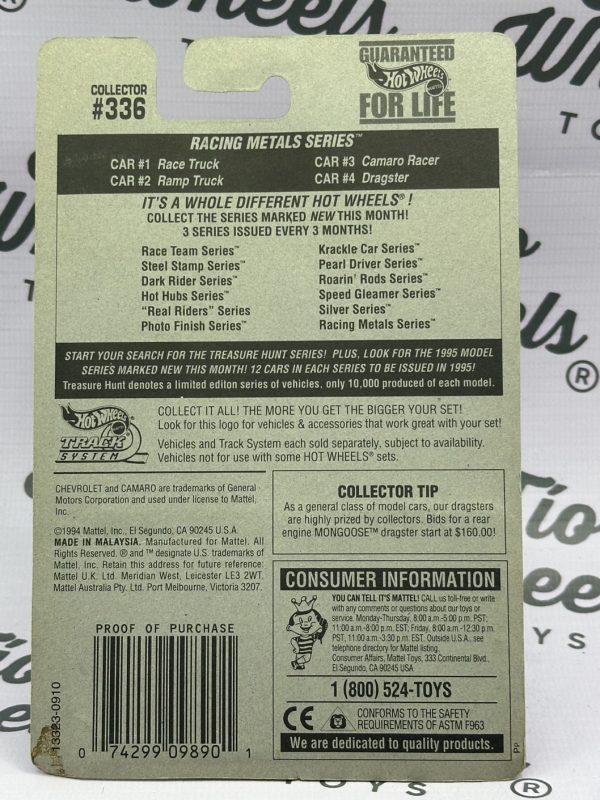 COLLECTOR
#336
GUARANTEED
HOT WHEELS
MATTEL
FOR LIFE
RACING METALS SERIES™
CAR #1 Race Truck
CAR #2 Ramp Truck
CAR #3 Camaro Racer
CAR #4 Dragster
IT'S A WHOLE DIFFERENT HOT WHEELS® !
COLLECT THE SERIES MARKED NEW THIS MONTH!
3 SERIES ISSUED EVERY 3 MONTHS!
Race Team Series™
Steel Stamp Series™
Dark Rider Series™
Hot Hubs Series™
"Real Riders" Series
Photo Finish Series™
Krackle Car Series™
Pearl Driver Series™
Roarin' Rods Series™
Speed Gleamer Series™
Silver Series™
Racing Metals Series™
START YOUR SEARCH FOR THE TREASURE HUNT SERIES! PLUS, LOOK FOR THE 1995 MODEL
SERIES MARKED NEW THIS MONTH! 12 CARS IN EACH SERIES TO BE ISSUED IN 1995!
Treasure Hunt denotes a limited editon series of vehicles, only 10,000 produced of each model.
HOT WHEELS
TRACK
SYSTEM
COLLECT IT ALL! THE MORE YOU GET THE BIGGER YOUR SET!
Look for this logo for vehicles & accessories that work great with your set!
Vehicles and Track System each sold separately, subject to availability.
Vehicles not for use with some HOT WHEELS® sets.
CHEVROLET and CAMARO are trademarks of General
Motors Corporation and used under license to Mattel,
Inc.
©1994 Mattel, Inc., El Segundo, CA 90245 U.S.A.
MADE IN MALAYSIA. Manufactured for Mattel. All
Rights Reserved. ® and ™ designate U.S. trademarks of
Mattel, Inc. Retain this address for future reference:
Mattel U.K. Ltd. Meridian West, Leicester LE3 2WT.
Mattel Australia Pty. Ltd. Port Melbourne, Victoria 3207.
COLLECTOR TIP
As a general class of model cars, our dragsters
are highly prized by collectors. Bids for a rear
engine MONGOOSE™ dragster start at $160.00!
CONSUMER INFORMATION
YOU CAN TELL IT'S MATTEL! CALL us toll-free or write
with any comments or questions about our toys or
service. Monday-Thursday, 8:00 a.m.-5:00 p.m. PST;
11:00 a.m.-8:00 p.m. EST; Friday, 8:00 a.m.-12:30 p.m.
PST, 11:00 a.m.-3:30 p.m. EST. Outside U.S.A., see
telephone directory for Mattel listing.
Consumer Affairs, Mattel Toys, 333 Continental Blvd.,
El Segundo, CA 90245 USA
1 (800) 524-TOYS
CE
CONFORMS TO THE SAFETY
REQUIREMENTS OF ASTM F963
We are dedicated to quality products.
PROOF OF PURCHASE
0 74299 09890 1
13323-0910
Pp
Wheels
TOYS
Tio
Wheels
TOYS
®